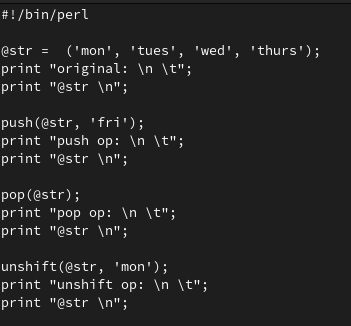 #!/bin/perl
@str =  ('mon', 'tues', 'wed', 'thurs');
print "original: \n \t";
print "@str \n";
push(@str, 'fri');
print "push op: \n \t";
print "@str \n";
pop(@str);
print "pop op: \n \t";
print "@str \n";
unshift(@str, 'mon');
print "unshift op: \n \t";
print "@str \n";